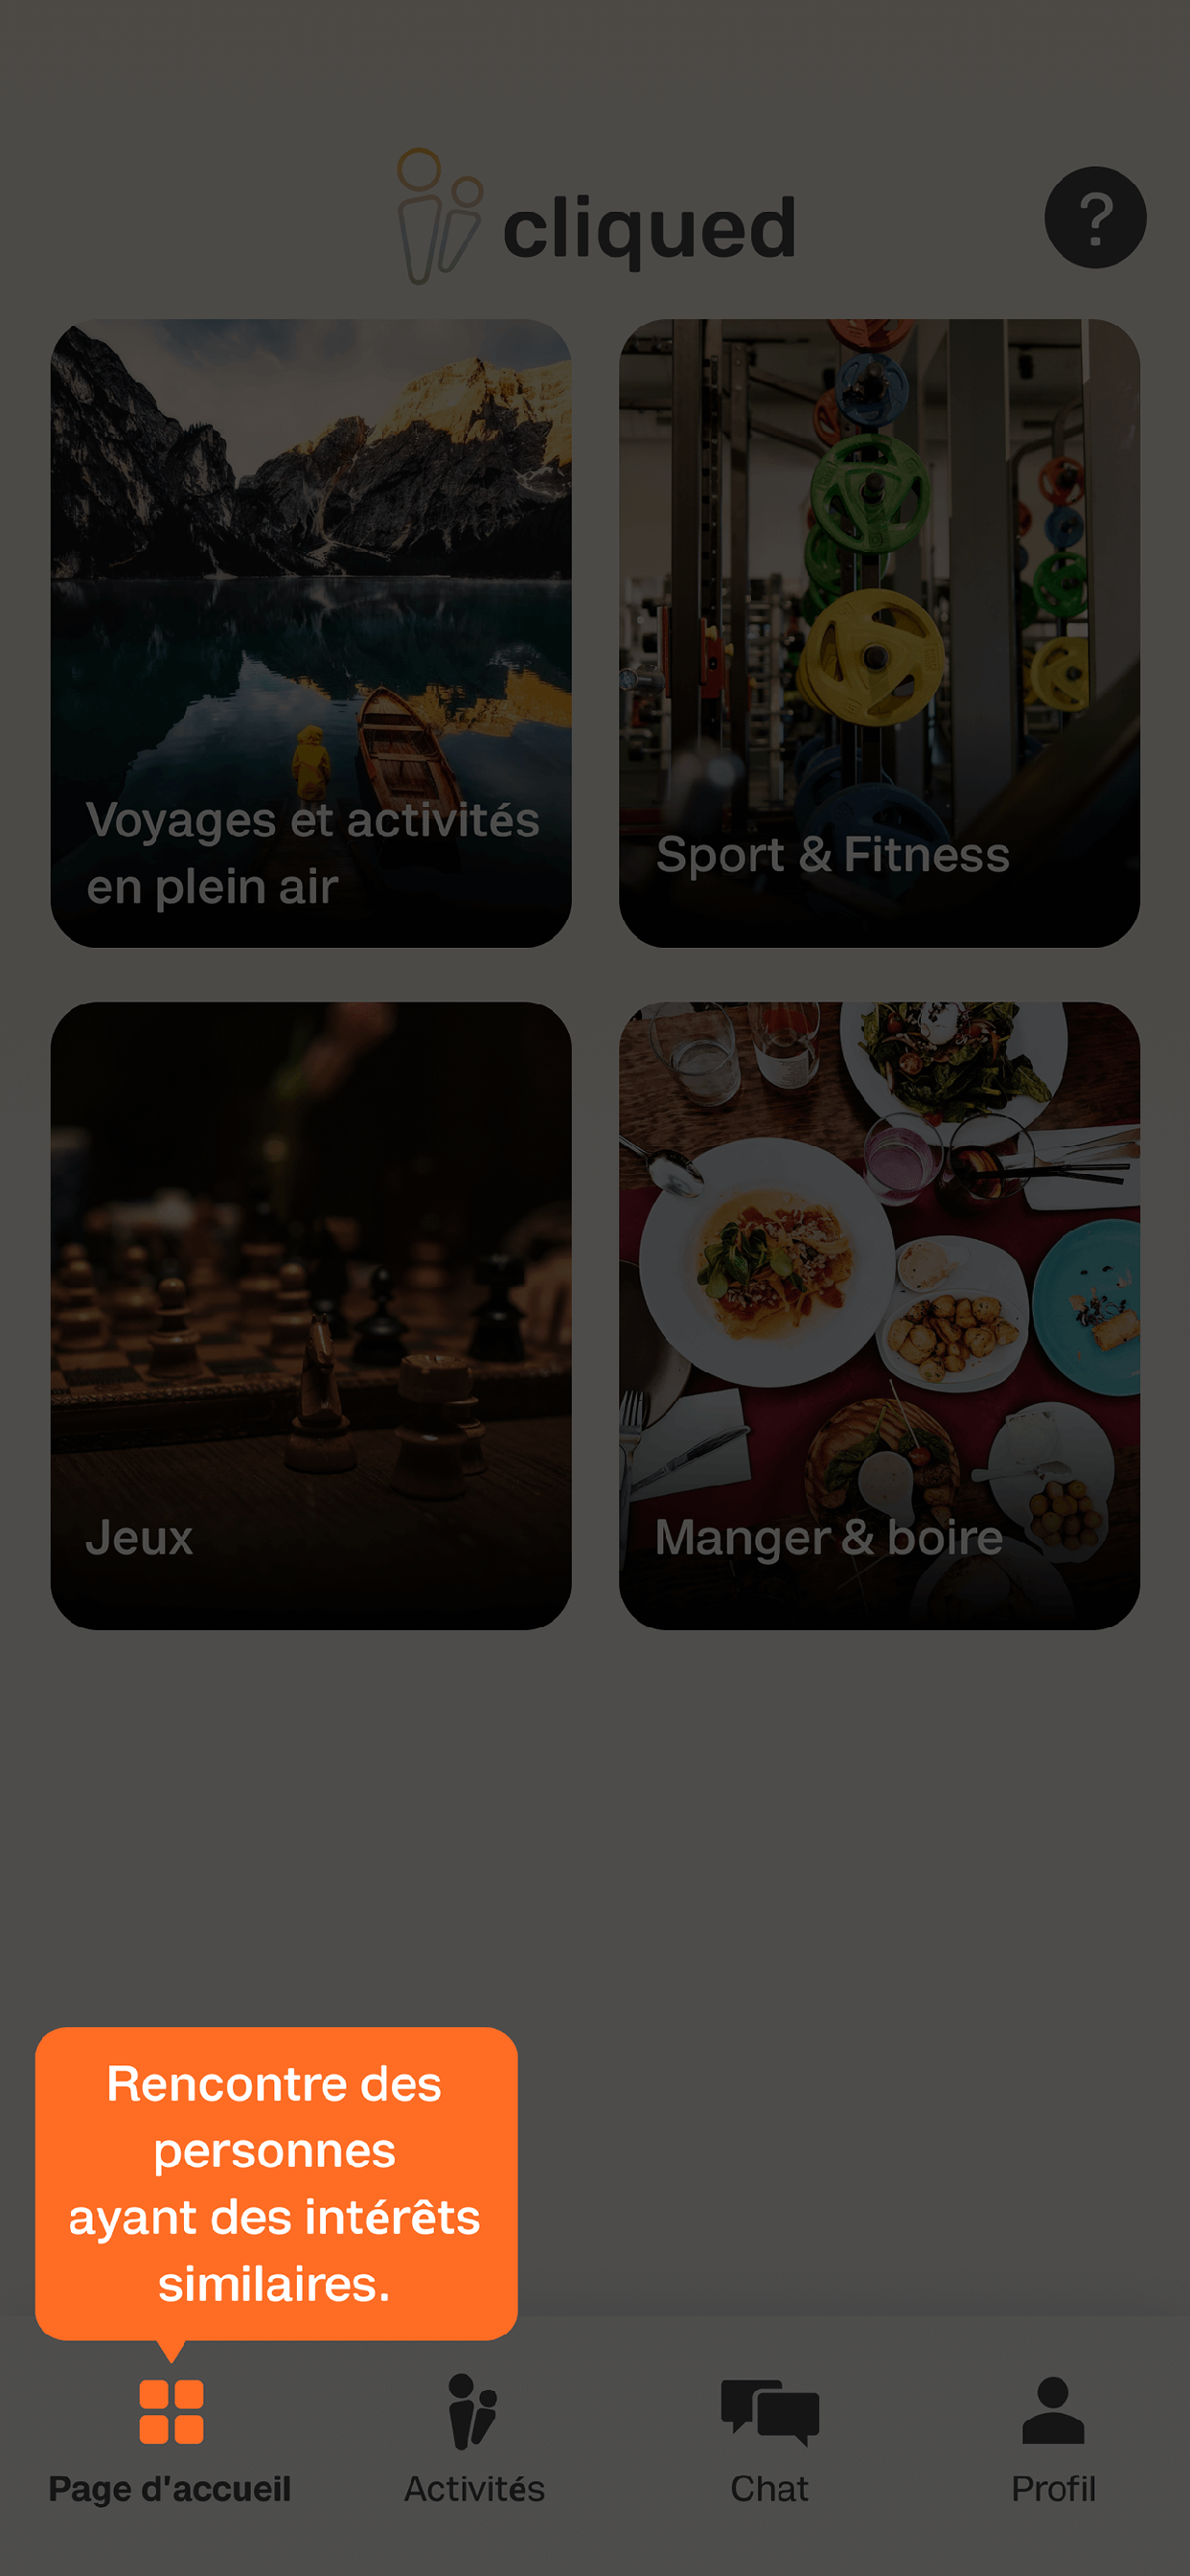 cliqued
?
Voyages et activités
en plein air
Sport & Fitness
Jeux
Manger & boire
Rencontre des
personnes
ayant des intérêts
similaires.
Page d'accueil
Activités
Chat
Profil